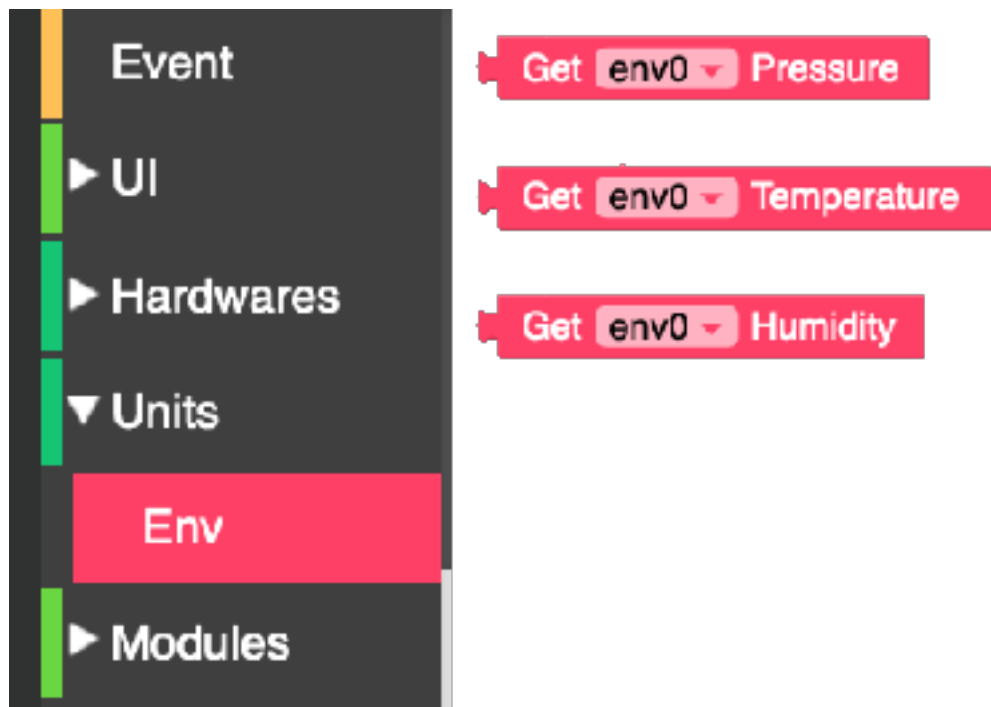 Event
UI
Hardwares
Units
Env
Modules
Get env0 Pressure
Get env0 Temperature
Get env0 Humidity